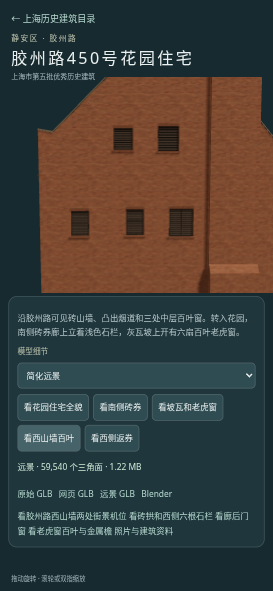 ← 上海历史建筑目录
静安区 · 胶州路
胶州路450号花园住宅
上海市第五批优秀历史建筑
沿胶州路可见转山墙、凸出烟道和三处中层百叶窗。转入花园，
南侧砖券廊上立着浅色石栏，灰瓦坡上开有六扇百叶老虎窗。
模型细节
简化远景
看花园住宅全貌
看南侧砖券
看坡瓦和老虎窗
看西山墙百叶
看西侧返券
远景 · 59,540 个三角面 · 1.22 MB
原始 GLB 网页 GLB 远景 GLB Blender
看胶州路西山墙两处街景机位 看砖拱和西侧六根石栏 看廊后门
窗 看老虎窗百叶与金属檐 照片与建筑资料
拖动旋转 · 滚轮或双指缩放